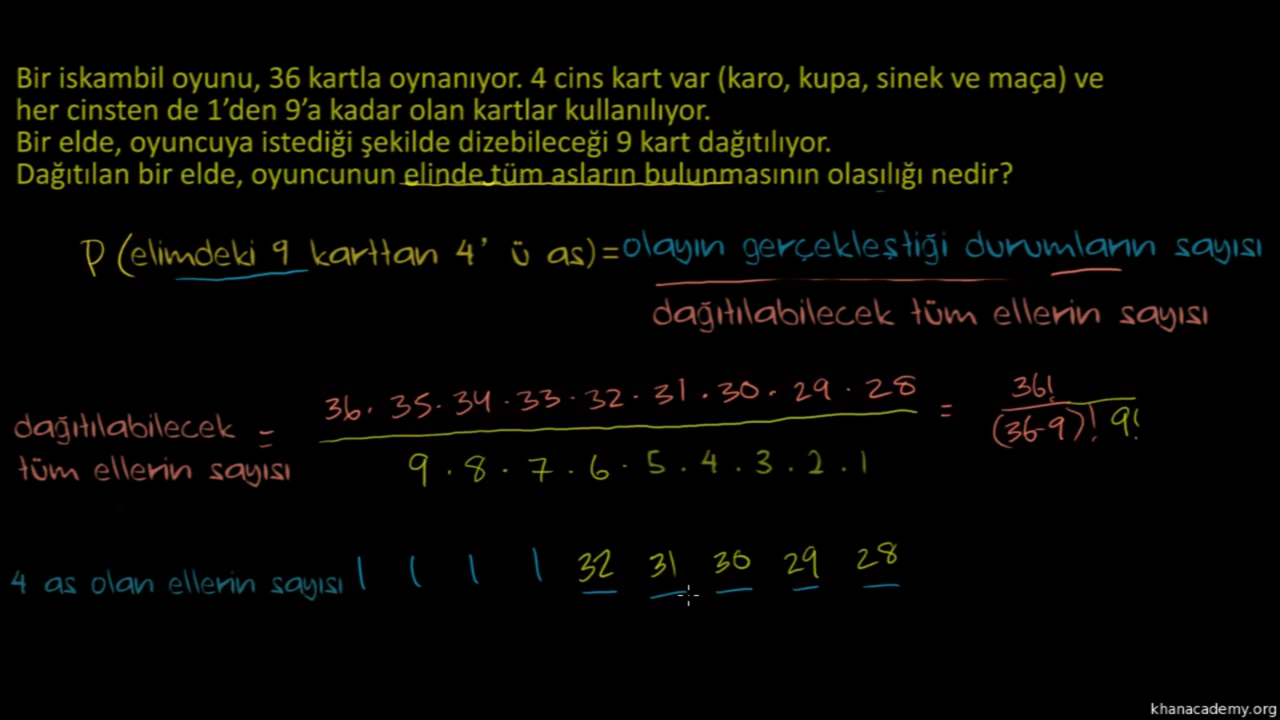 Bir iskambil oyunu, 36 kartla oynanıyor. 4 cins kart var (karo, kupa, sinek ve maça) ve
her cinsten de 1’den 9’a kadar olan kartlar kullanılıyor.
Bir elde, oyuncuya istediği şekilde dizebileceği 9 kart dağıtılıyor.
Dağıtılan bir elde, oyuncunun elinde tüm asların bulunmasının olasılığı nedir?
P (elimdeki 9 karttan 4' ü as) = olayın gerçekleştiği durumların sayısı
dağıtılabilecek tüm ellerin sayısı
36 . 35 . 34 . 33 . 32 . 31 . 30 . 29 . 28
36!
dağıtılabilecek = =
(36-9)! 9!
tüm ellerin sayısı
9 . 8 . 7 . 6 . 5 . 4 . 3 . 2 . 1
4 as olan ellerin sayısı 1 1 1 1 32 31 30 29 28
khanacademy.org